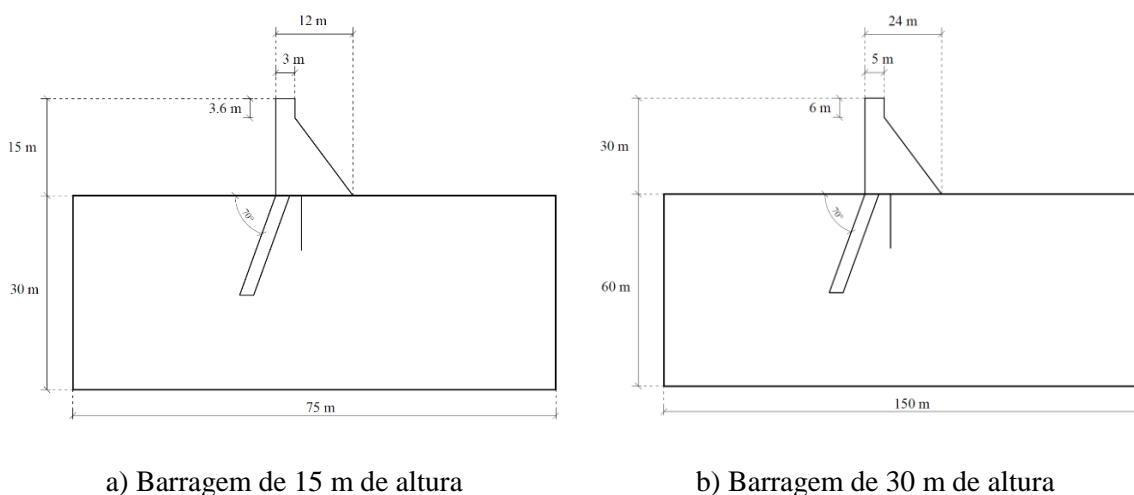 12 m
3 m
3.6 m
15 m
70°
30 m
75 m
a) Barragem de 15 m de altura
24 m
5 m
6 m
30 m
70°
60 m
150 m
b) Barragem de 30 m de altura